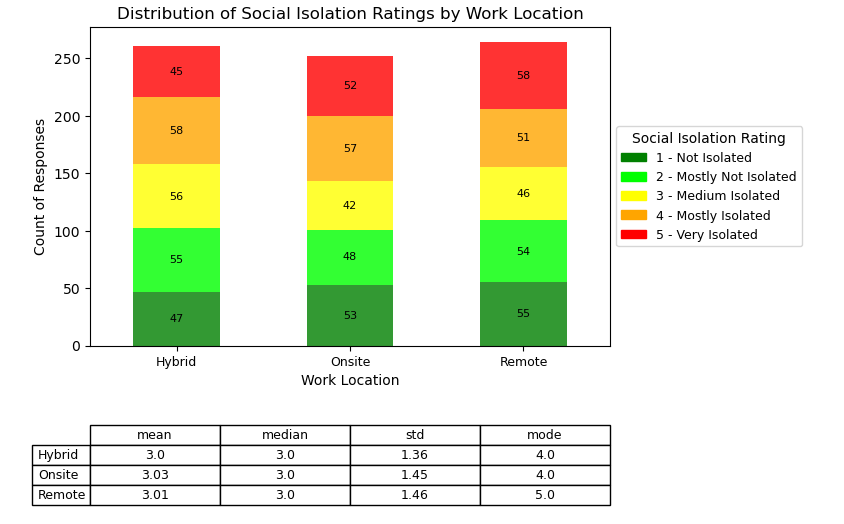 Distribution of Social Isolation Ratings by Work Location
Count of Responses
250
200
150
100
50
0
45 52 58
58 57 51
56 42 46
55 48 54
47 53 55
Hybrid Onsite Remote
Work Location
Social Isolation Rating
1 - Not Isolated
2 - Mostly Not Isolated
3 - Medium Isolated
4 - Mostly Isolated
5 - Very Isolated
mean median std mode
Hybrid 3.0 3.0 1.36 4.0
Onsite 3.03 3.0 1.45 4.0
Remote 3.01 3.0 1.46 5.0